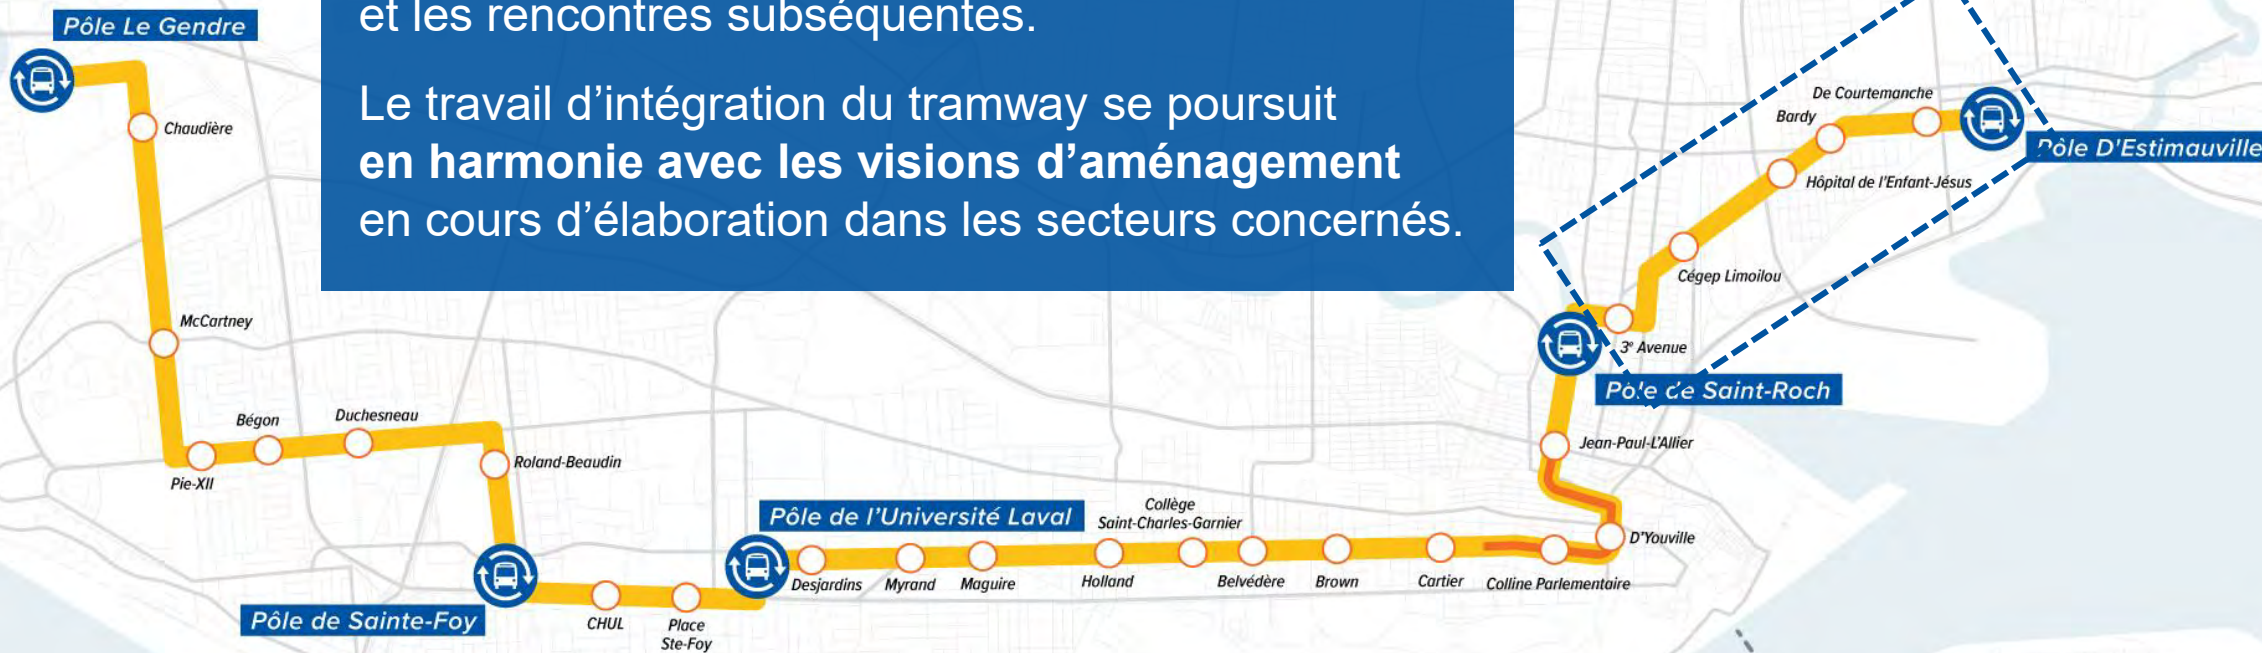 et les rencontres subséquentes.
Le travail d'intégration du tramway se poursuit
en harmonie avec les visions d'aménagement
en cours d'élaboration dans les secteurs concernés.
Pôle Le Gendre
Chaudière
McCartney
Pie-XII
Bégon
Duchesneau
Roland-Beaudin
Pôle de Sainte-Foy
CHUL
Place
Ste-Foy
Pôle de l'Université Laval
Desjardins
Myrand
Maguire
Holland
Collège
Saint-Charles-Garnier
Belvédère
Brown
Cartier
Colline Parlementaire
D'Youville
Jean-Paul-L'Allier
Pôle de Saint-Roch
3e Avenue
Cégep Limoilou
Hôpital de l'Enfant-Jésus
Bardy
De Courtemanche
Pôle D'Estimauville